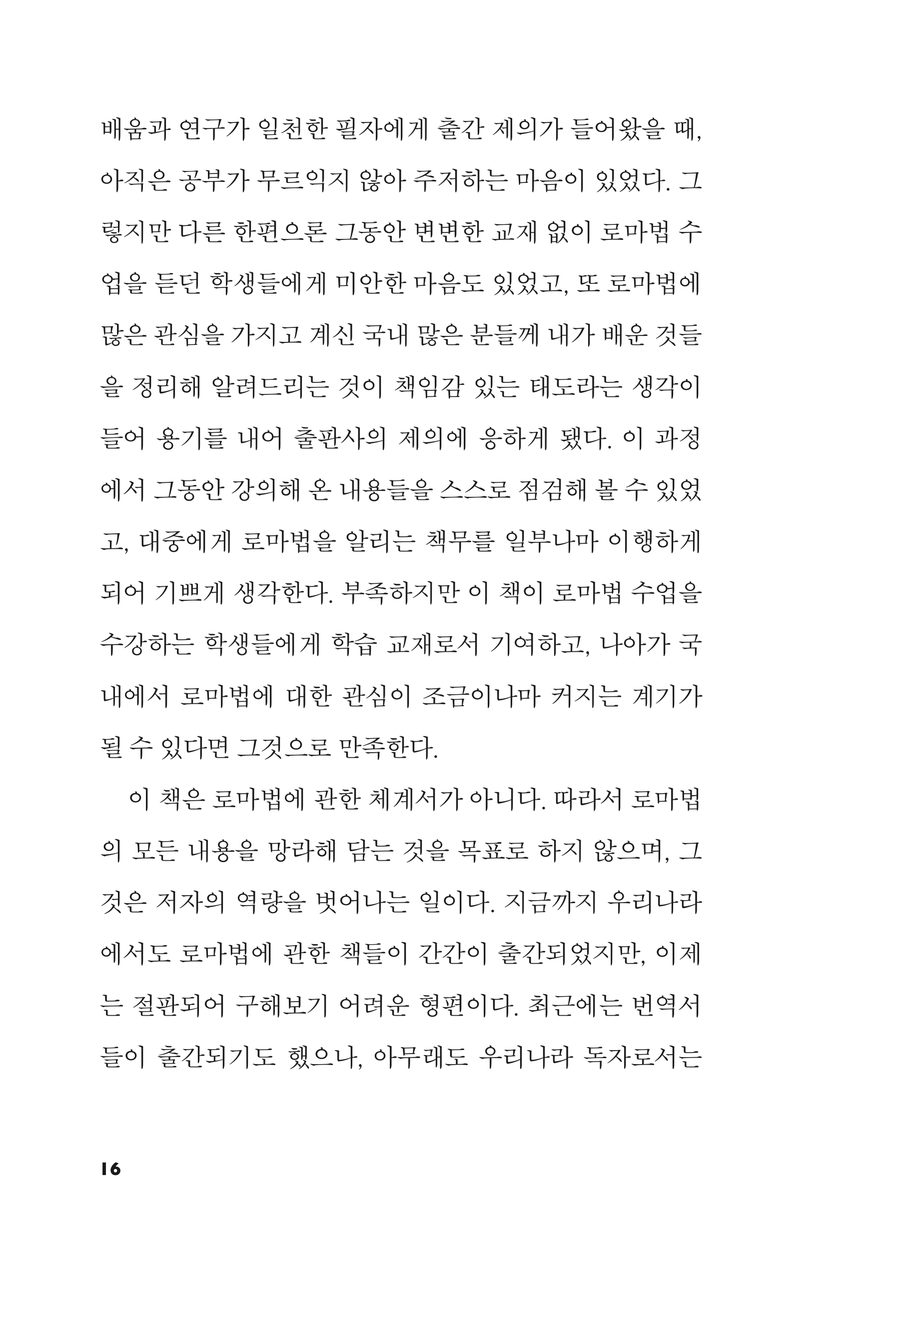 배움과 연구가 일천한 필자에게 출간 제의가 들어왔을 때,
아직은 공부가 무르익지 않아 주저하는 마음이 있었다. 그
렇지만 다른 한편으론 그동안 변변한 교재 없이 로마법 수
업을 듣던 학생들에게 미안한 마음도 있었고, 또 로마법에
많은 관심을 가지고 계신 국내 많은 분들께 내가 배운 것들
을 정리해 알려드리는 것이 책임감 있는 태도라는 생각이
들어 용기를 내어 출판사의 제의에 응하게 됐다. 이 과정
에서 그동안 강의해 온 내용들을 스스로 점검해 볼 수 있었
고, 대중에게 로마법을 알리는 책무를 일부나마 이행하게
되어 기쁘게 생각한다. 부족하지만 이 책이 로마법 수업을
수강하는 학생들에게 학습 교재로서 기여하고, 나아가 국
내에서 로마법에 대한 관심이 조금이나마 커지는 계기가
될 수 있다면 그것으로 만족한다.
이 책은 로마법에 관한 체계서가 아니다. 따라서 로마법
의 모든 내용을 망라해 담는 것을 목표로 하지 않으며, 그
것은 저자의 역량을 벗어나는 일이다. 지금까지 우리나라
에서도 로마법에 관한 책들이 간간이 출간되었지만, 이제
는 절판되어 구해보기 어려운 형편이다. 최근에는 번역서
들이 출간되기도 했으나, 아무래도 우리나라 독자로서는
16